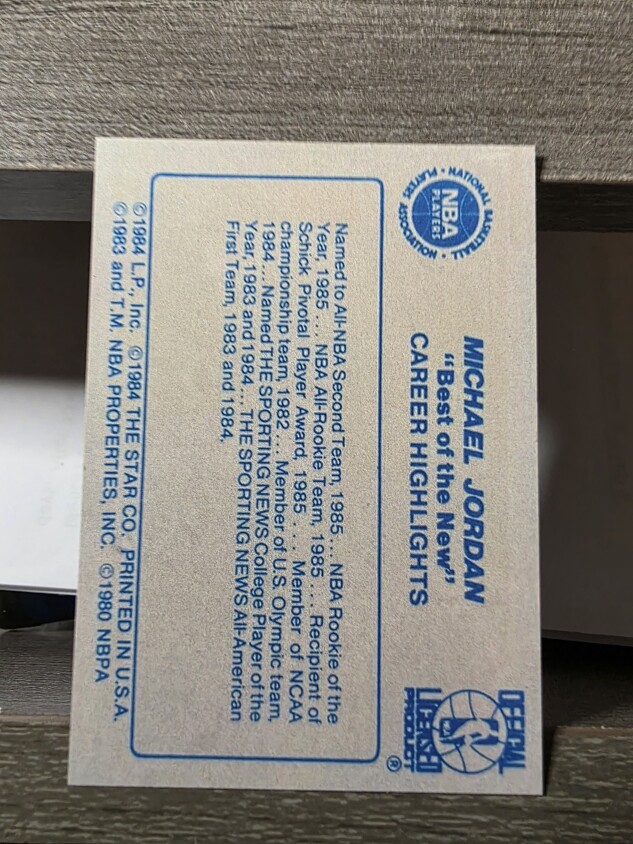 NATIONAL BASKETBALL
NBA
PLAYERS
PLAYERS ASSOCIATION
MICHAEL JORDAN
“Best of the New”
CAREER HIGHLIGHTS
OFFICIAL
LICENSED
PRODUCT
®
Named to All-NBA Second Team, 1985 ... NBA Rookie of the
Year, 1985 .... NBA All-Rookie Team, 1985 ... Recipient of
Schick Pivotal Player Award, 1985 . . . Member of NCAA
championship team, 1982 ... Member of U.S. Olympic team,
1984 .... Named THE SPORTING NEWS College Player of the
Year, 1983 and 1984 ... THE SPORTING NEWS All-American
First Team, 1983 and 1984.
©1984 L.P., Inc. ©1984 THE STAR CO. PRINTED IN U.S.A.
©1983 and T.M. NBA PROPERTIES, INC. ©1980 NBPA